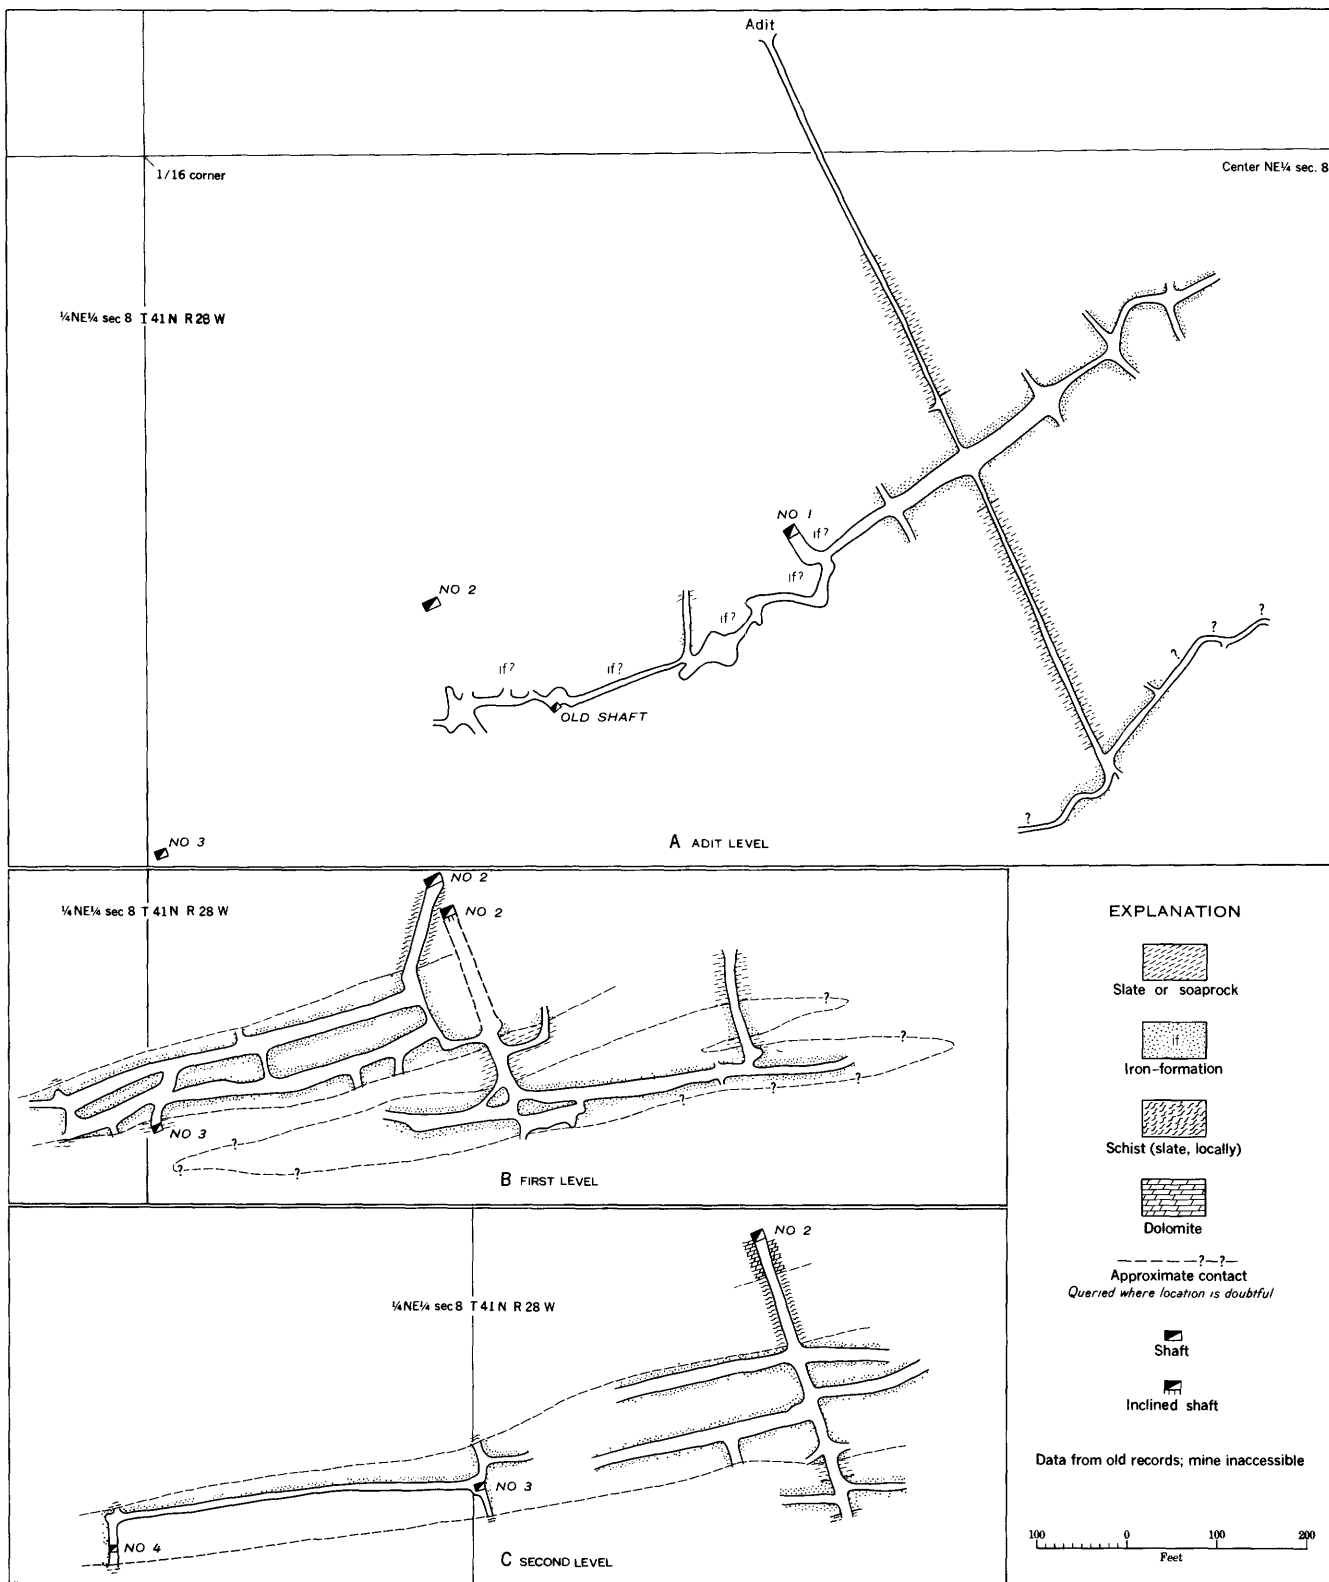 Adit
1/16 corner
Center NE¼ sec. 8
¼NE¼ sec 8 T 41 N R 28 W
NO 1
if?
if?
NO 2
if?
if?
if?
OLD SHAFT
?
?
?
?
?
NO 3
A ADIT LEVEL
NO 2
¼NE¼ sec 8 T 41 N R 28 W
NO 2
?
?
?
?
?
NO 3
?
?
?
B FIRST LEVEL
NO 2
¼NE¼ sec 8 T 41 N R 28 W
NO 3
NO 4
C SECOND LEVEL
EXPLANATION
Slate or soaprock
if
Iron-formation
Schist (slate, locally)
Dolomite
?—?
Approximate contact
Queried where location is doubtful
Shaft
Inclined shaft
Data from old records; mine inaccessible
100 0 100 200
Feet